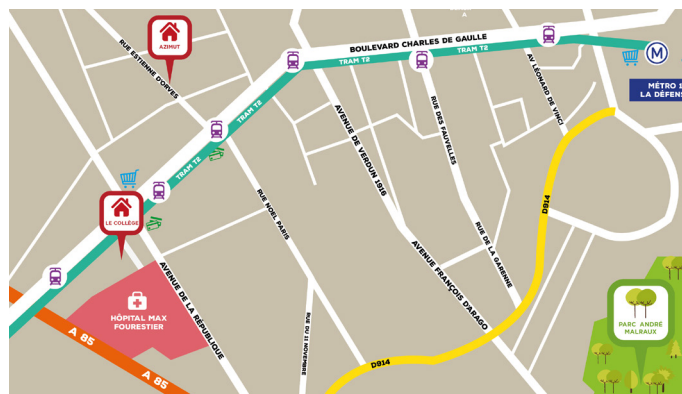 A
BOULEVARD CHARLES DE GAULLE
AZIMUT
RUE ESTIENNE D'ORVES
TRAM T2
TRAM T2
M
MÉTRO 1
LA DÉFENS
AV LÉONARD DE VINCI
RUE DES FAUVELLES
AVENUE DE VERDUN 1916
TRAM T2
TRAM T2
LE COLLÈGE
RUE NOEL PARIS
D914
RUE DE LA GARENNE
AVENUE FRANÇOIS D'ARAGO
AVENUE DE LA RÉPUBLIQUE
HÔPITAL MAX
FOURESTIER
RUE DU 11 NOVEMBRE
PARC ANDRÉ
MALRAUX
A 85
A 85
D914